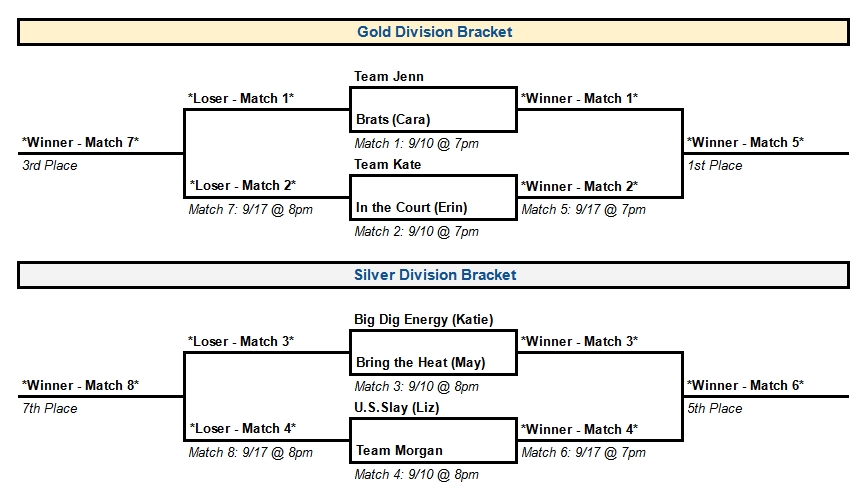 Gold Division Bracket
Team Jenn
*Loser - Match 1*
*Winner - Match 1*
Brats (Cara)
*Winner - Match 7*
Match 1: 9/10 @ 7pm
*Winner - Match 5*
3rd Place
Team Kate
1st Place
*Loser - Match 2*
*Winner - Match 2*
In the Court (Erin)
Match 7: 9/17 @ 8pm
Match 5: 9/17 @ 7pm
Match 2: 9/10 @ 7pm
Silver Division Bracket
Big Dig Energy (Katie)
*Loser - Match 3*
*Winner - Match 3*
Bring the Heat (May)
*Winner - Match 8*
Match 3: 9/10 @ 8pm
*Winner - Match 6*
7th Place
U.S.Slay (Liz)
5th Place
*Loser - Match 4*
*Winner - Match 4*
Team Morgan
Match 8: 9/17 @ 8pm
Match 6: 9/17 @ 7pm
Match 4: 9/10 @ 8pm